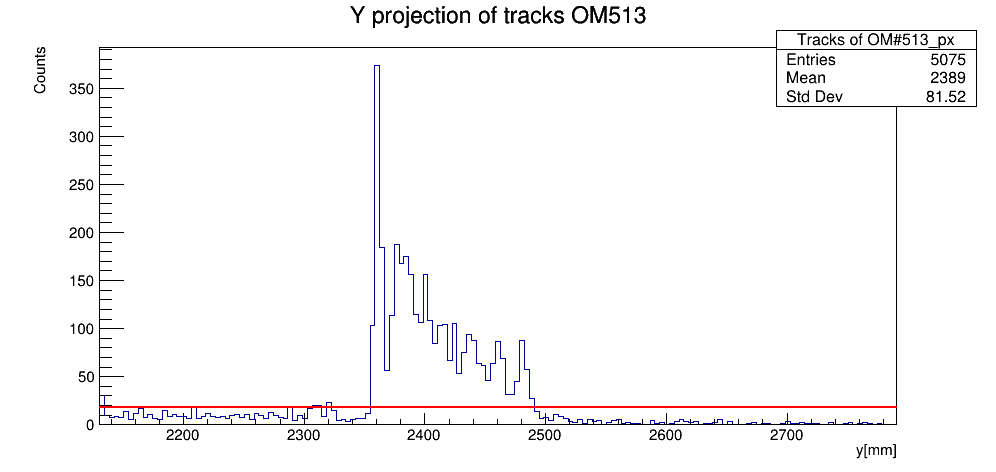 Y projection of tracks OM513
Tracks of OM#513_px
Entries 5075
Mean 2389
Std Dev 81.52
Counts
350
300
250
200
150
100
50
0
2200 2300 2400 2500 2600 2700
y[mm]